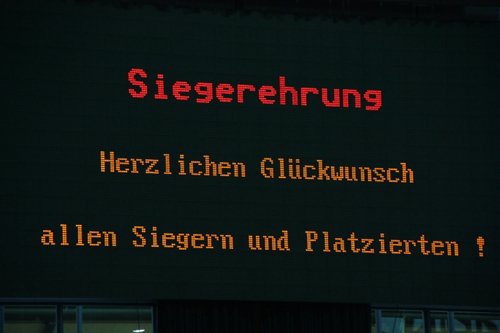 Siegerehrung
Herzlichen Glückwunsch
allen Siegern und Platzierten !